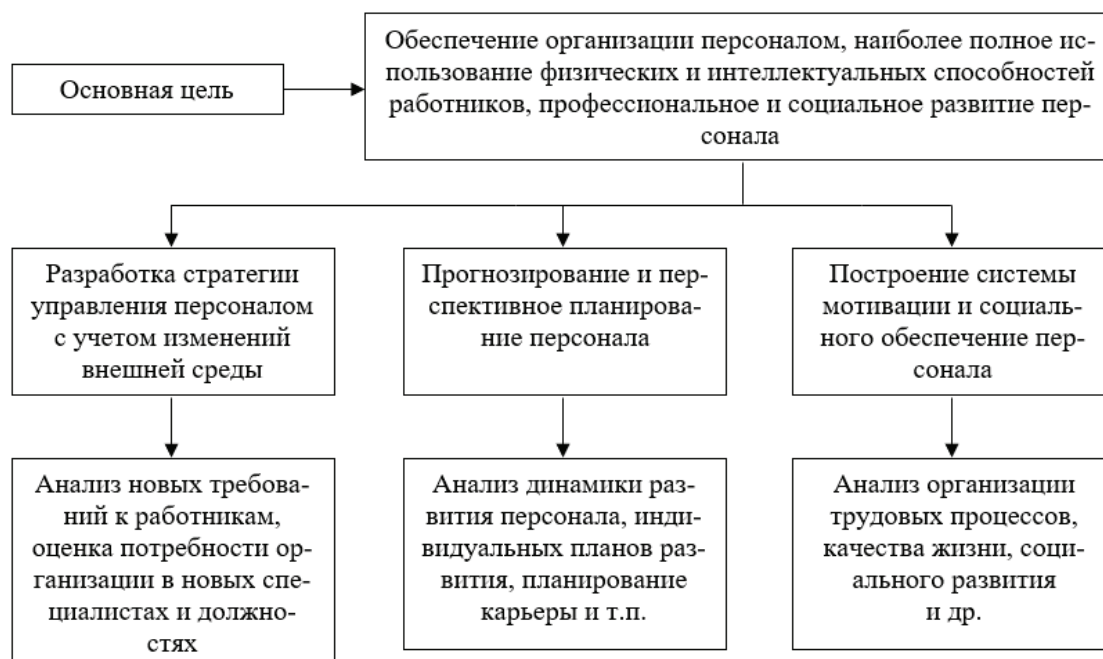 Основная цель
Обеспечение организации персоналом, наиболее полное ис-
пользование физических и интеллектуальных способностей
работников, профессиональное и социальное развитие пер-
сонала
Разработка стратегии
управления персоналом
с учетом изменений
внешней среды
Прогнозирование и пер-
спективное планирова-
ние персонала
Построение системы
мотивации и социаль-
ного обеспечение пер-
сонала
Анализ новых требова-
ний к работникам,
оценка потребности ор-
ганизации в новых спе-
циалистах и должно-
стях
Анализ динамики раз-
вития персонала, инди-
видуальных планов раз-
вития, планирование
карьеры и т.п.
Анализ организации
трудовых процессов,
качества жизни, соци-
ального развития
и др.